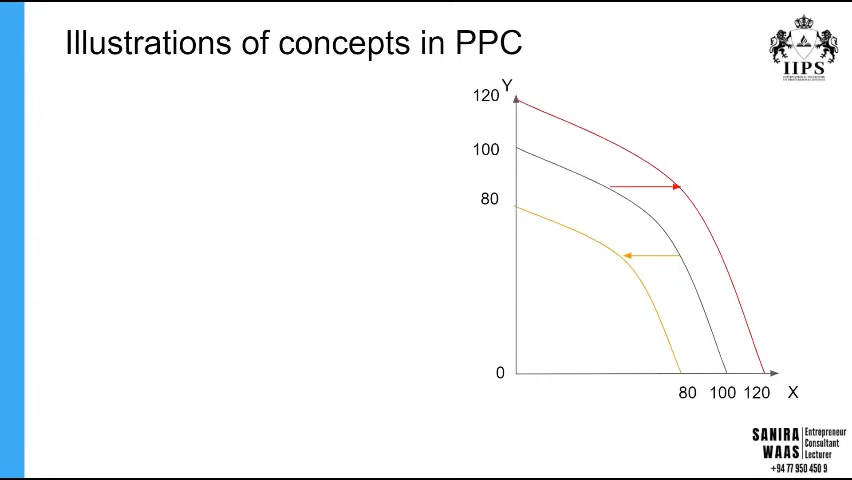 Illustrations of concepts in PPC
IIPS
Y
120
100
80
0
80 100 120 X
SANIRA
WAAS
Entrepreneur
Consultant
Lecturer
+94 77 950 450 9